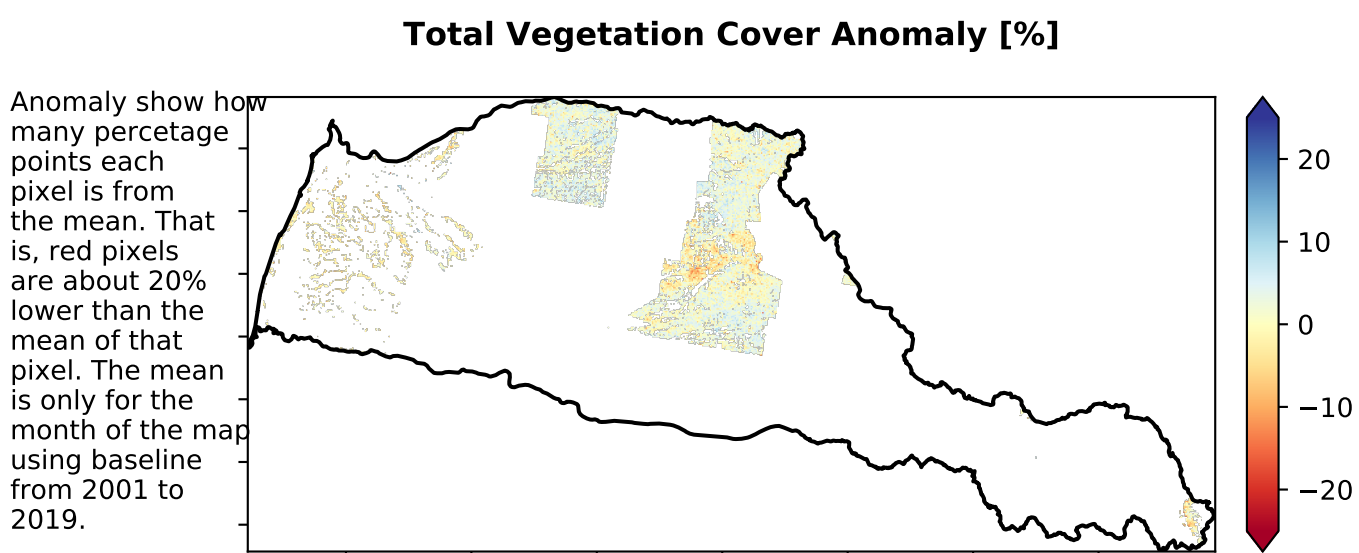 Total Vegetation Cover Anomaly [%]
Anomaly show how
many percetage
points each
pixel is from
the mean. That
is, red pixels
are about 20%
lower than the
mean of that
pixel. The mean
is only for the
month of the map
using baseline
from 2001 to
2019.
20
10
0
−10
−20